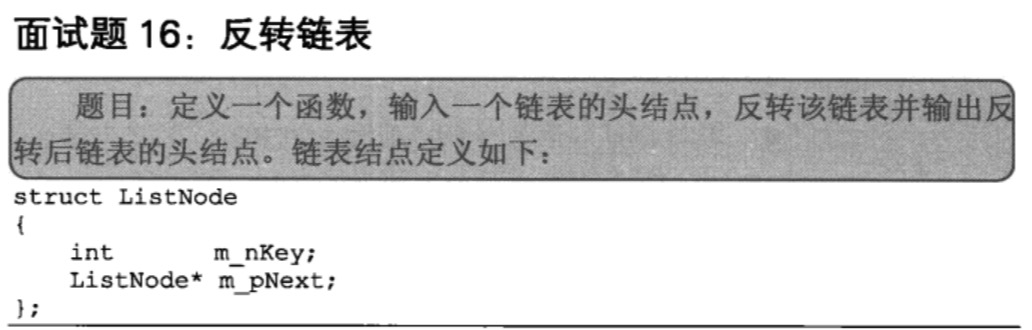 面试题 16：反转链表
题目：定义一个函数，输入一个链表的头结点，反转该链表并输出反
转后链表的头结点。链表结点定义如下：
struct ListNode
{
    int       m_nKey;
    ListNode* m_pNext;
};